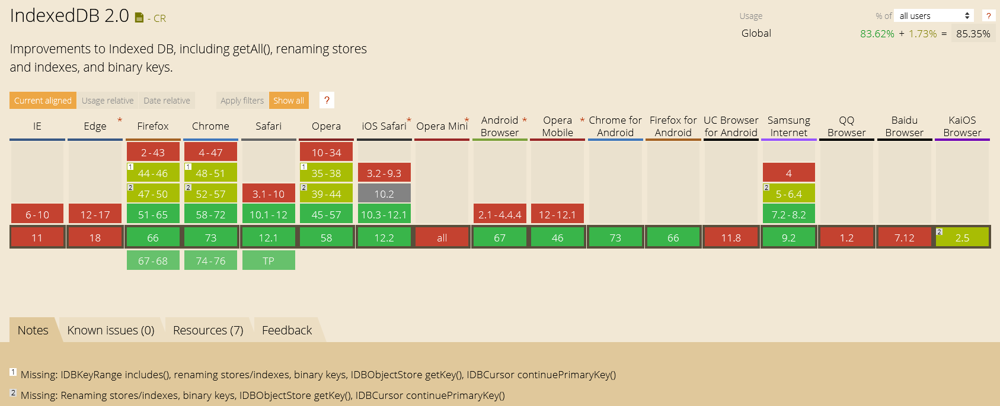 IndexedDB 2.0 - CR
Usage % of all users ?
Global 83.62% + 1.73% = 85.35%
Improvements to Indexed DB, including getAll(), renaming stores
and indexes, and binary keys.
Current aligned Usage relative Date relative Apply filters Show all ?
IE Edge * Firefox Chrome Safari Opera iOS Safari * Opera Mini * Android Browser * Opera Mobile * Chrome for Android Firefox for Android UC Browser for Android Samsung Internet QQ Browser Baidu Browser KaiOS Browser
2-43 4-47 10-34
1 44-46 1 48-51 1 35-38 3.2-9.3 4
2 47-50 2 52-57 3.1-10 2 39-44 10.2 2 5-6.4
6-10 12-17 51-65 58-72 10.1-12 45-57 10.3-12.1 2.1-4.4.4 12-12.1 7.2-8.2
11 18 66 73 12.1 58 12.2 all 67 46 73 66 11.8 9.2 1.2 7.12 2 2.5
67-68 74-76 TP
Notes Known issues (0) Resources (7) Feedback
1 Missing: IDBKeyRange includes(), renaming stores/indexes, binary keys, IDBObjectStore getKey(), IDBCursor continuePrimaryKey()
2 Missing: Renaming stores/indexes, binary keys, IDBObjectStore getKey(), IDBCursor continuePrimaryKey()